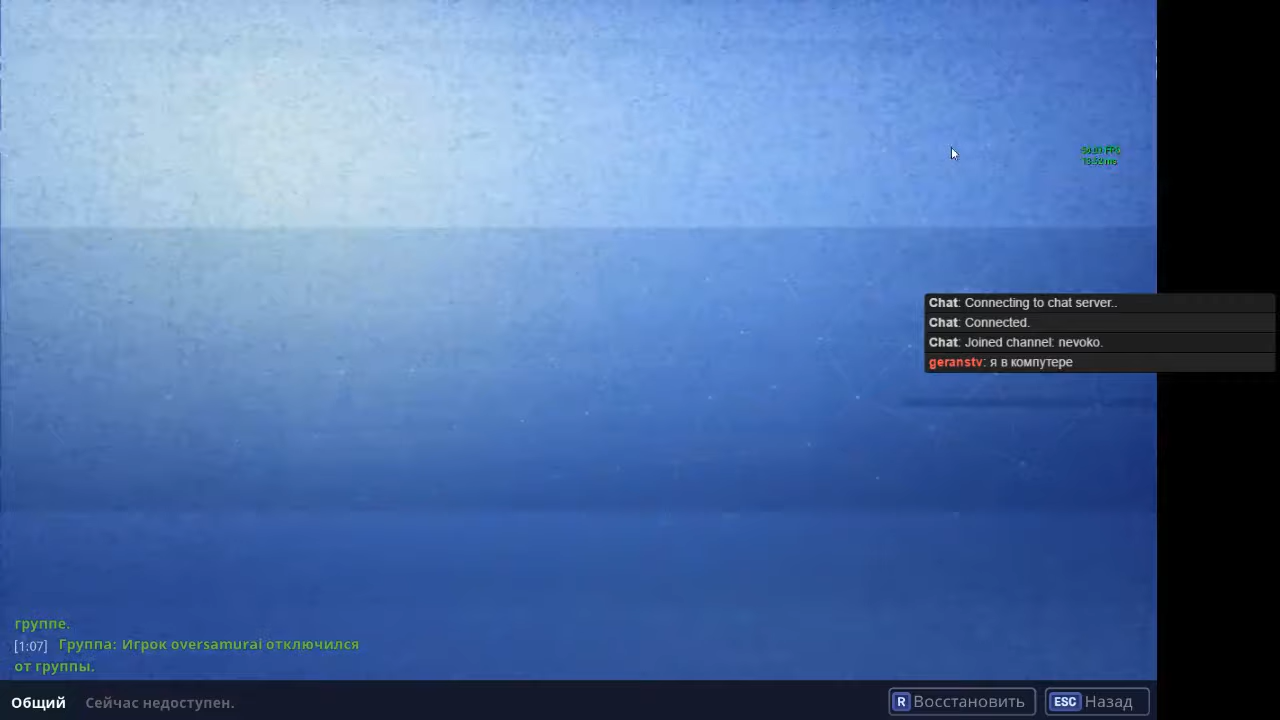 Chat: Connecting to chat server..
Chat: Connected.
Chat: Joined channel: nevoko.
geranstv: я в компутере
группе.
[1:07] Группа: Игрок oversamurai отключился
от группы.
Общий Сейчас недоступен.
R Восстановить
ESC Назад